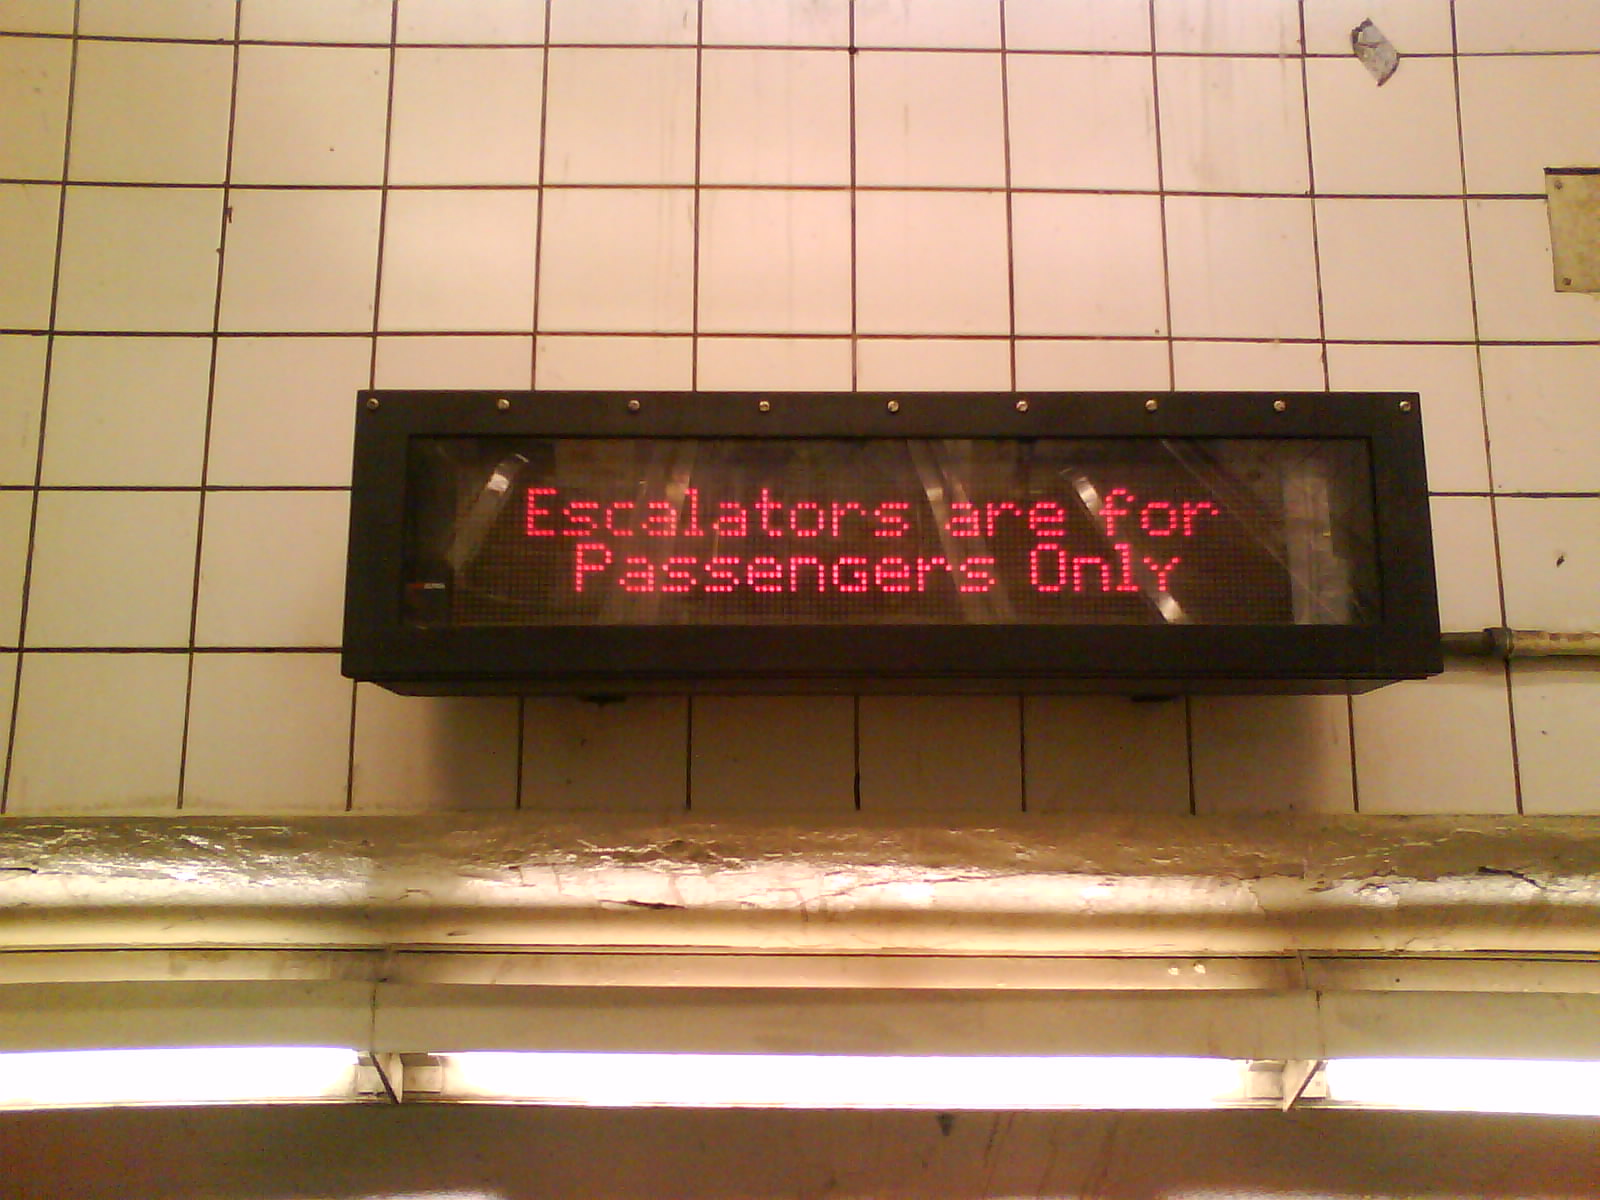 Escalators are for
Passengers Only